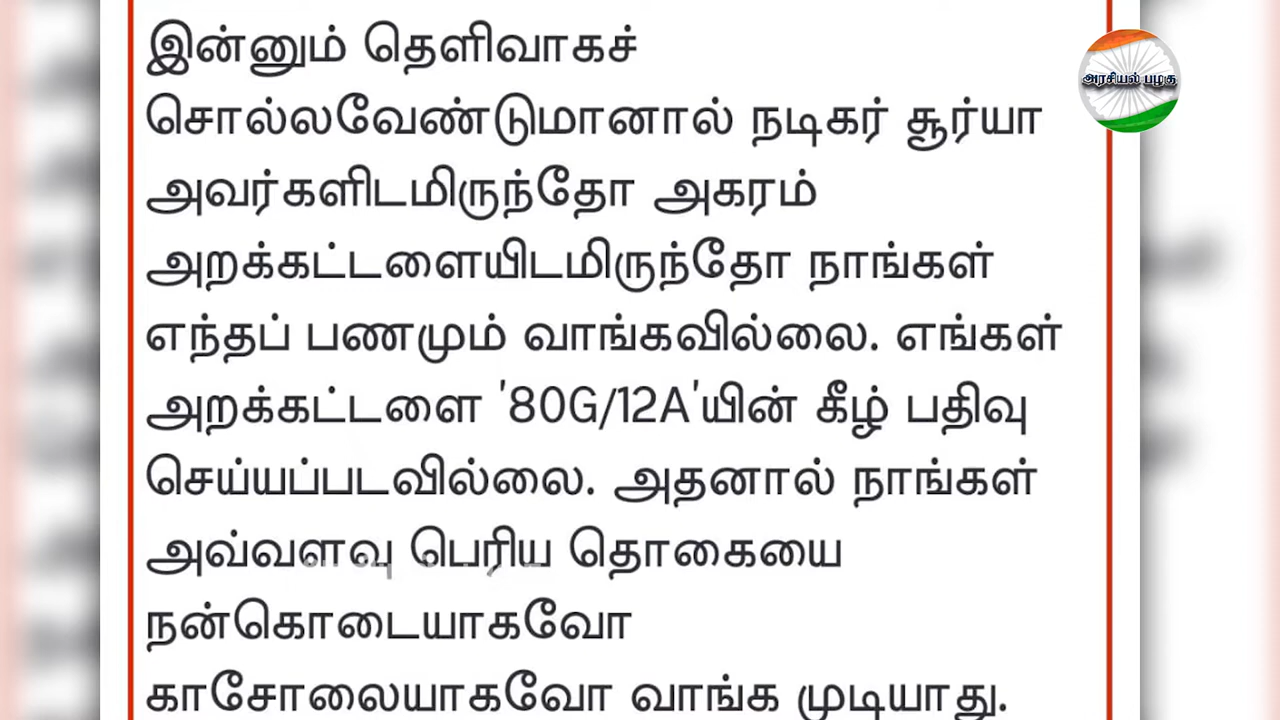 இன்னும் தெளிவாகச்
சொல்லவேண்டுமானால் நடிகர் சூர்யா
அவர்களிடமிருந்தோ அகரம்
அறக்கட்டளையிடமிருந்தோ நாங்கள்
எந்தப் பணமும் வாங்கவில்லை. எங்கள்
அறக்கட்டளை '80G/12A'யின் கீழ் பதிவு
செய்யப்படவில்லை. அதனால் நாங்கள்
அவ்வளவு பெரிய தொகையை
நன்கொடையாகவோ
காசோலையாகவோ வாங்க முடியாது.
அரசியல் பழகு